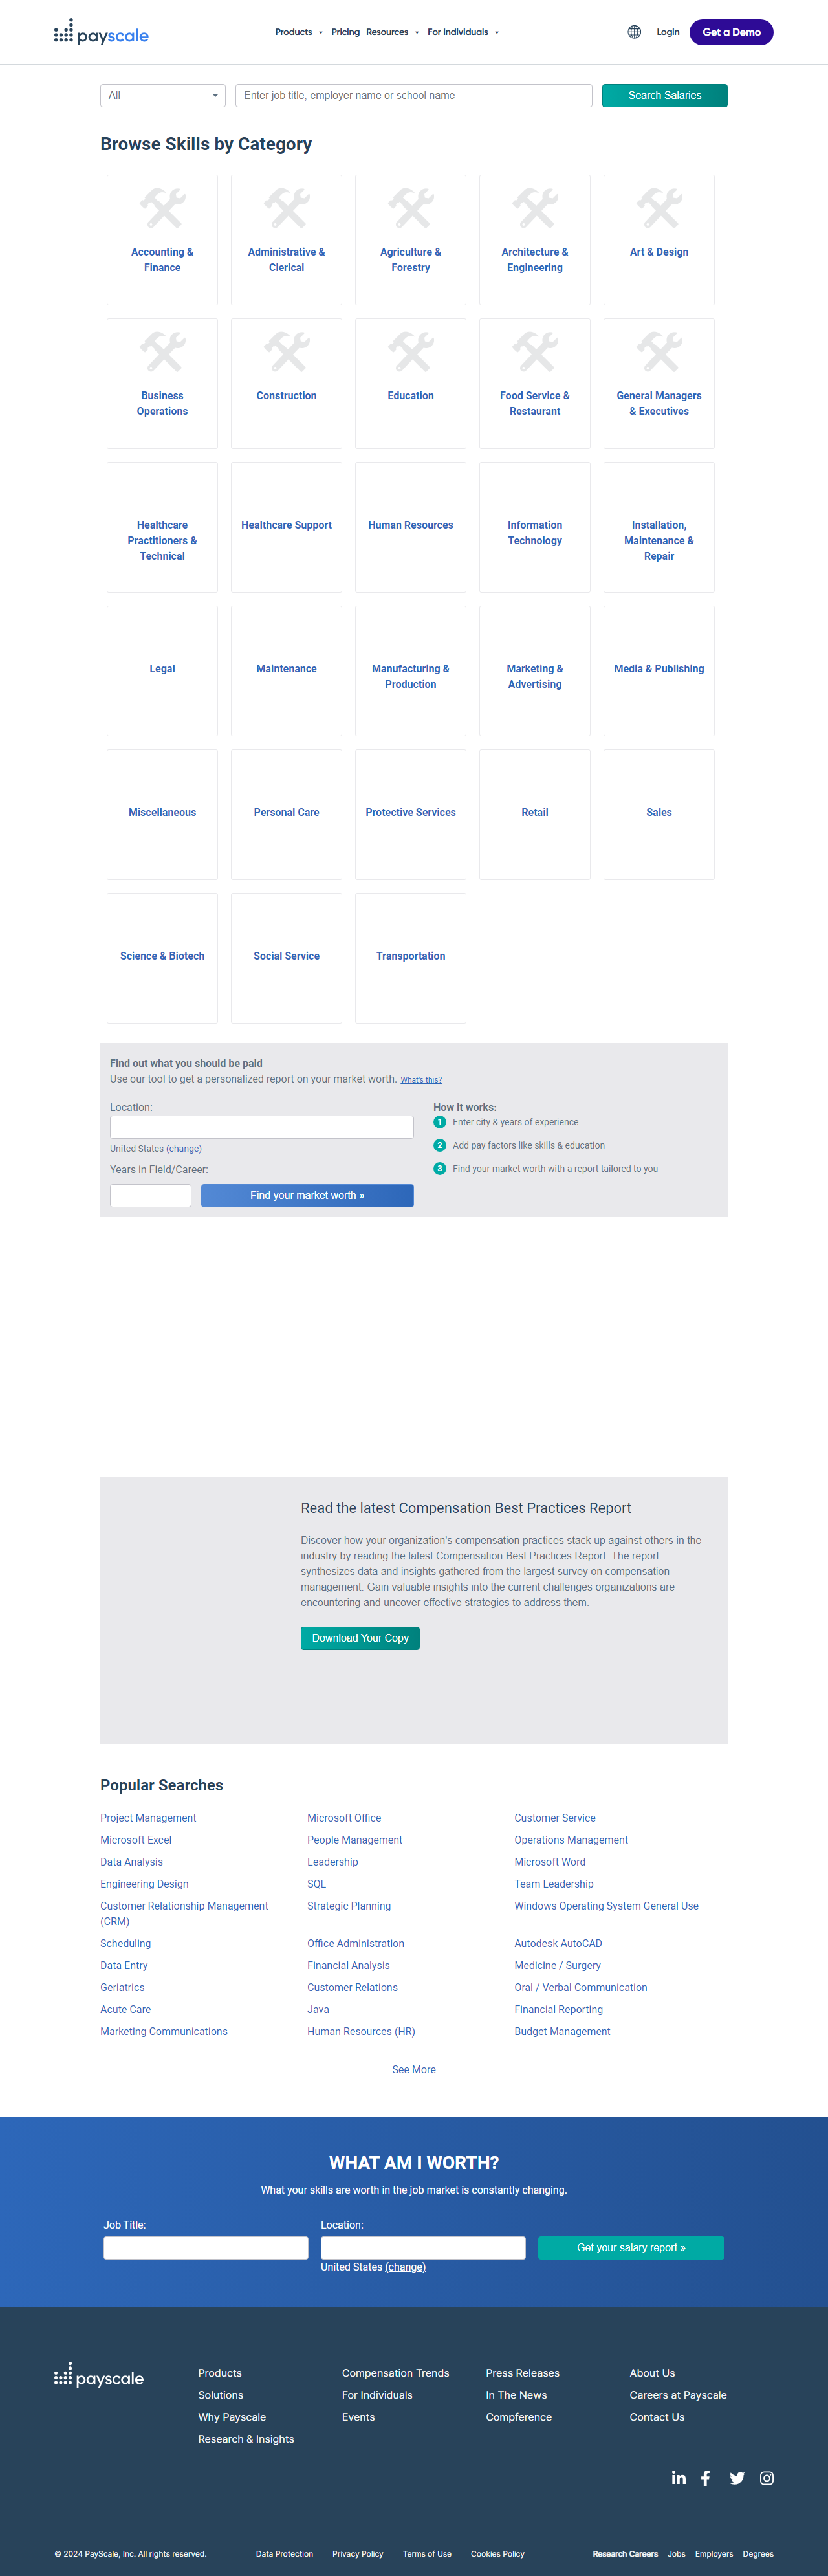 payscale
Products Pricing Resources For Individuals
Login
Get a Demo
All
Enter job title, employer name or school name
Search Salaries
Browse Skills by Category
Accounting &
Finance
Administrative &
Clerical
Agriculture &
Forestry
Architecture &
Engineering
Art & Design
Business
Operations
Construction
Education
Food Service &
Restaurant
General Managers
& Executives
Healthcare
Practitioners &
Technical
Healthcare Support
Human Resources
Information
Technology
Installation,
Maintenance &
Repair
Legal
Maintenance
Manufacturing &
Production
Marketing &
Advertising
Media & Publishing
Miscellaneous
Personal Care
Protective Services
Retail
Sales
Science & Biotech
Social Service
Transportation
Find out what you should be paid
Use our tool to get a personalized report on your market worth. What's this?
Location:
United States (change)
Years in Field/Career:
Find your market worth »
How it works:
1 Enter city & years of experience
2 Add pay factors like skills & education
3 Find your market worth with a report tailored to you
Read the latest Compensation Best Practices Report
Discover how your organization's compensation practices stack up against others in the
industry by reading the latest Compensation Best Practices Report. The report
synthesizes data and insights gathered from the largest survey on compensation
management. Gain valuable insights into the current challenges organizations are
encountering and uncover effective strategies to address them.
Download Your Copy
Popular Searches
Project Management
Microsoft Office
Customer Service
Microsoft Excel
People Management
Operations Management
Data Analysis
Leadership
Microsoft Word
Engineering Design
SQL
Team Leadership
Customer Relationship Management
(CRM)
Strategic Planning
Windows Operating System General Use
Scheduling
Office Administration
Autodesk AutoCAD
Data Entry
Financial Analysis
Medicine / Surgery
Geriatrics
Customer Relations
Oral / Verbal Communication
Acute Care
Java
Financial Reporting
Marketing Communications
Human Resources (HR)
Budget Management
See More
WHAT AM I WORTH?
What your skills are worth in the job market is constantly changing.
Job Title:
Location:
United States (change)
Get your salary report »
payscale
Products
Solutions
Why Payscale
Research & Insights
Compensation Trends
For Individuals
Events
Press Releases
In The News
Compference
About Us
Careers at Payscale
Contact Us
© 2024 PayScale, Inc. All rights reserved.
Data Protection
Privacy Policy
Terms of Use
Cookies Policy
Research Careers
Jobs
Employers
Degrees